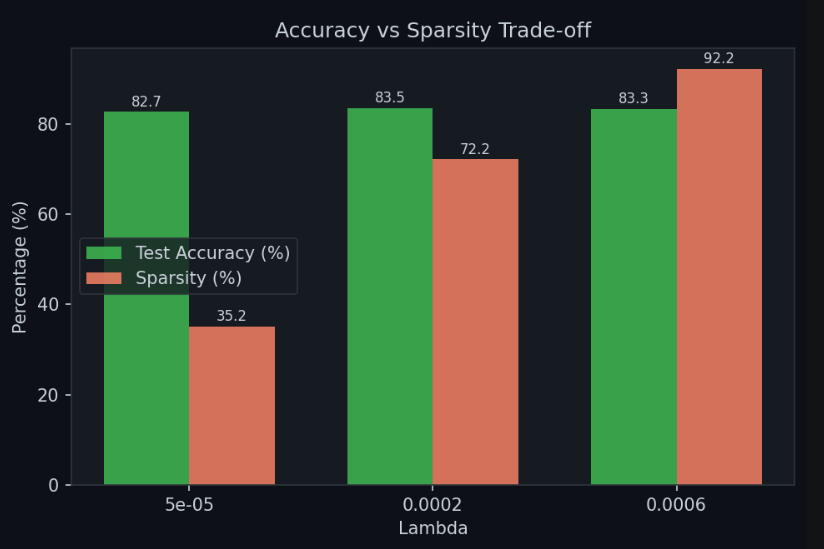 Accuracy vs Sparsity Trade-off
Percentage (%)
80
60
40
20
0
82.7
35.2
83.5
72.2
83.3
92.2
Test Accuracy (%)
Sparsity (%)
5e-05
0.0002
0.0006
Lambda